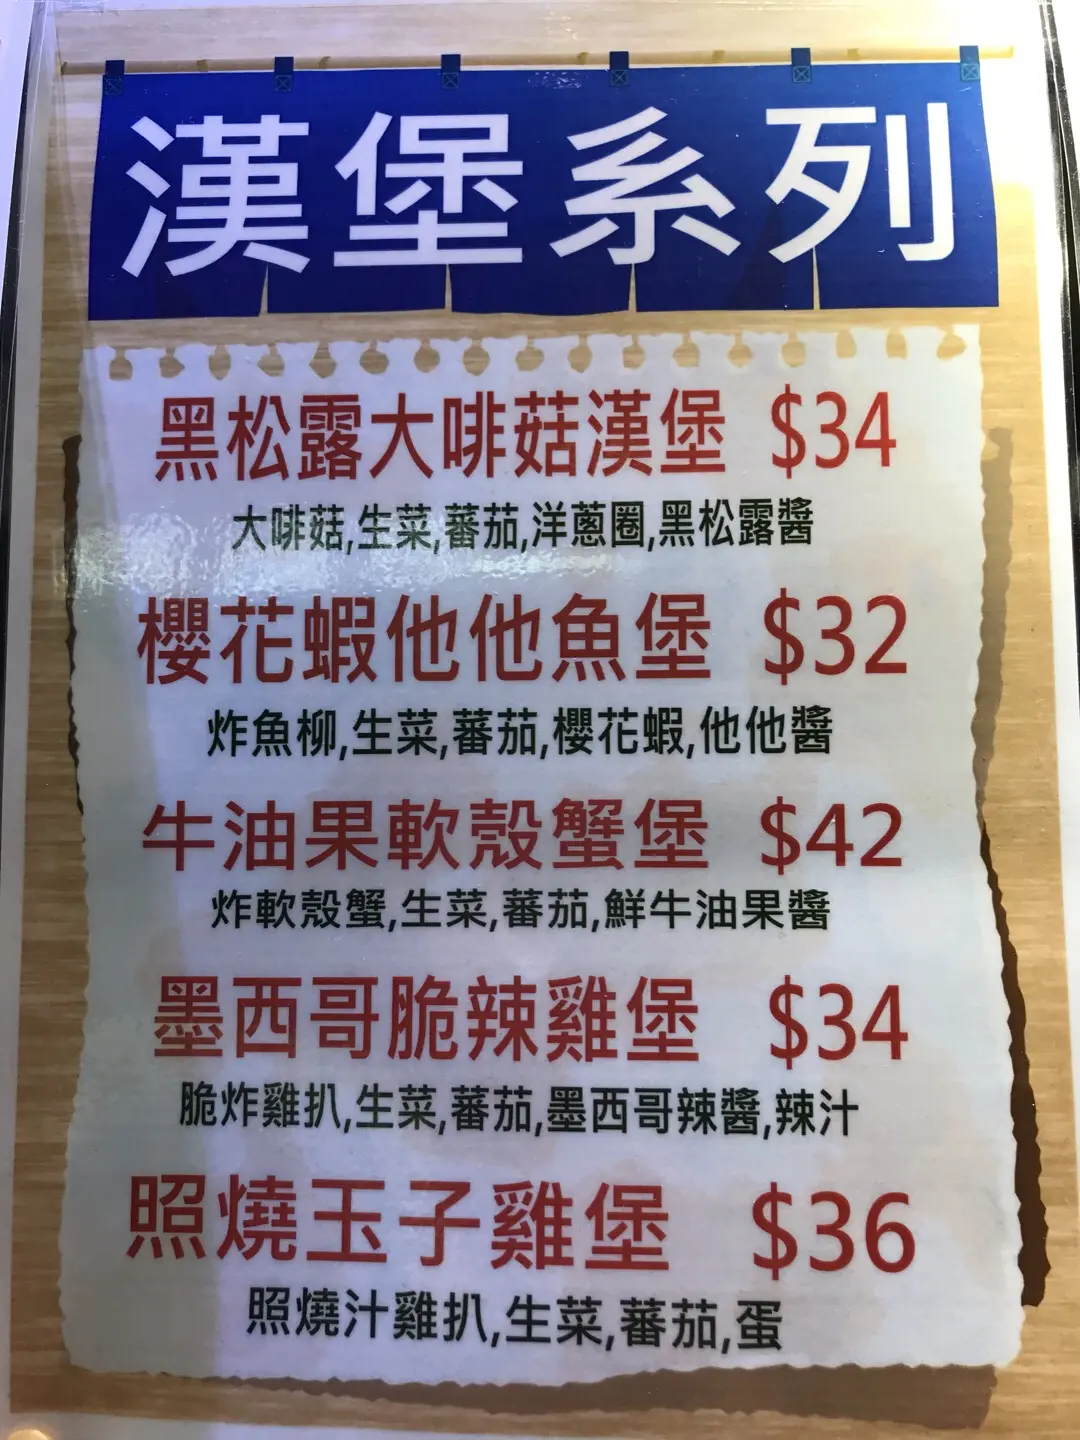 漢堡系列
黑松露大啡菇漢堡 $34
大啡菇,生菜,蕃茄,洋蔥圈,黑松露醬
櫻花蝦他他魚堡 $32
炸魚柳,生菜,蕃茄,櫻花蝦,他他醬
牛油果軟殼蟹堡 $42
炸軟殼蟹,生菜,蕃茄,鮮牛油果醬
墨西哥脆辣雞堡 $34
脆炸雞扒,生菜,蕃茄,墨西哥辣醬,辣汁
照燒玉子雞堡 $36
照燒汁雞扒,生菜,蕃茄,蛋